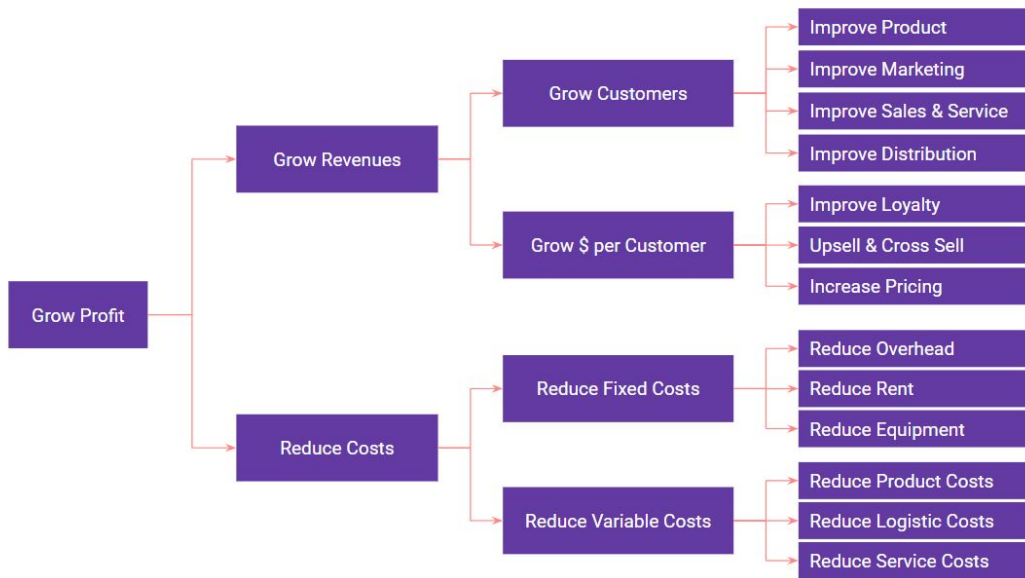 Grow Profit
Grow Revenues
Grow Customers
Improve Product
Improve Marketing
Improve Sales & Service
Improve Distribution
Grow $ per Customer
Improve Loyalty
Upsell & Cross Sell
Increase Pricing
Reduce Costs
Reduce Fixed Costs
Reduce Overhead
Reduce Rent
Reduce Equipment
Reduce Variable Costs
Reduce Product Costs
Reduce Logistic Costs
Reduce Service Costs